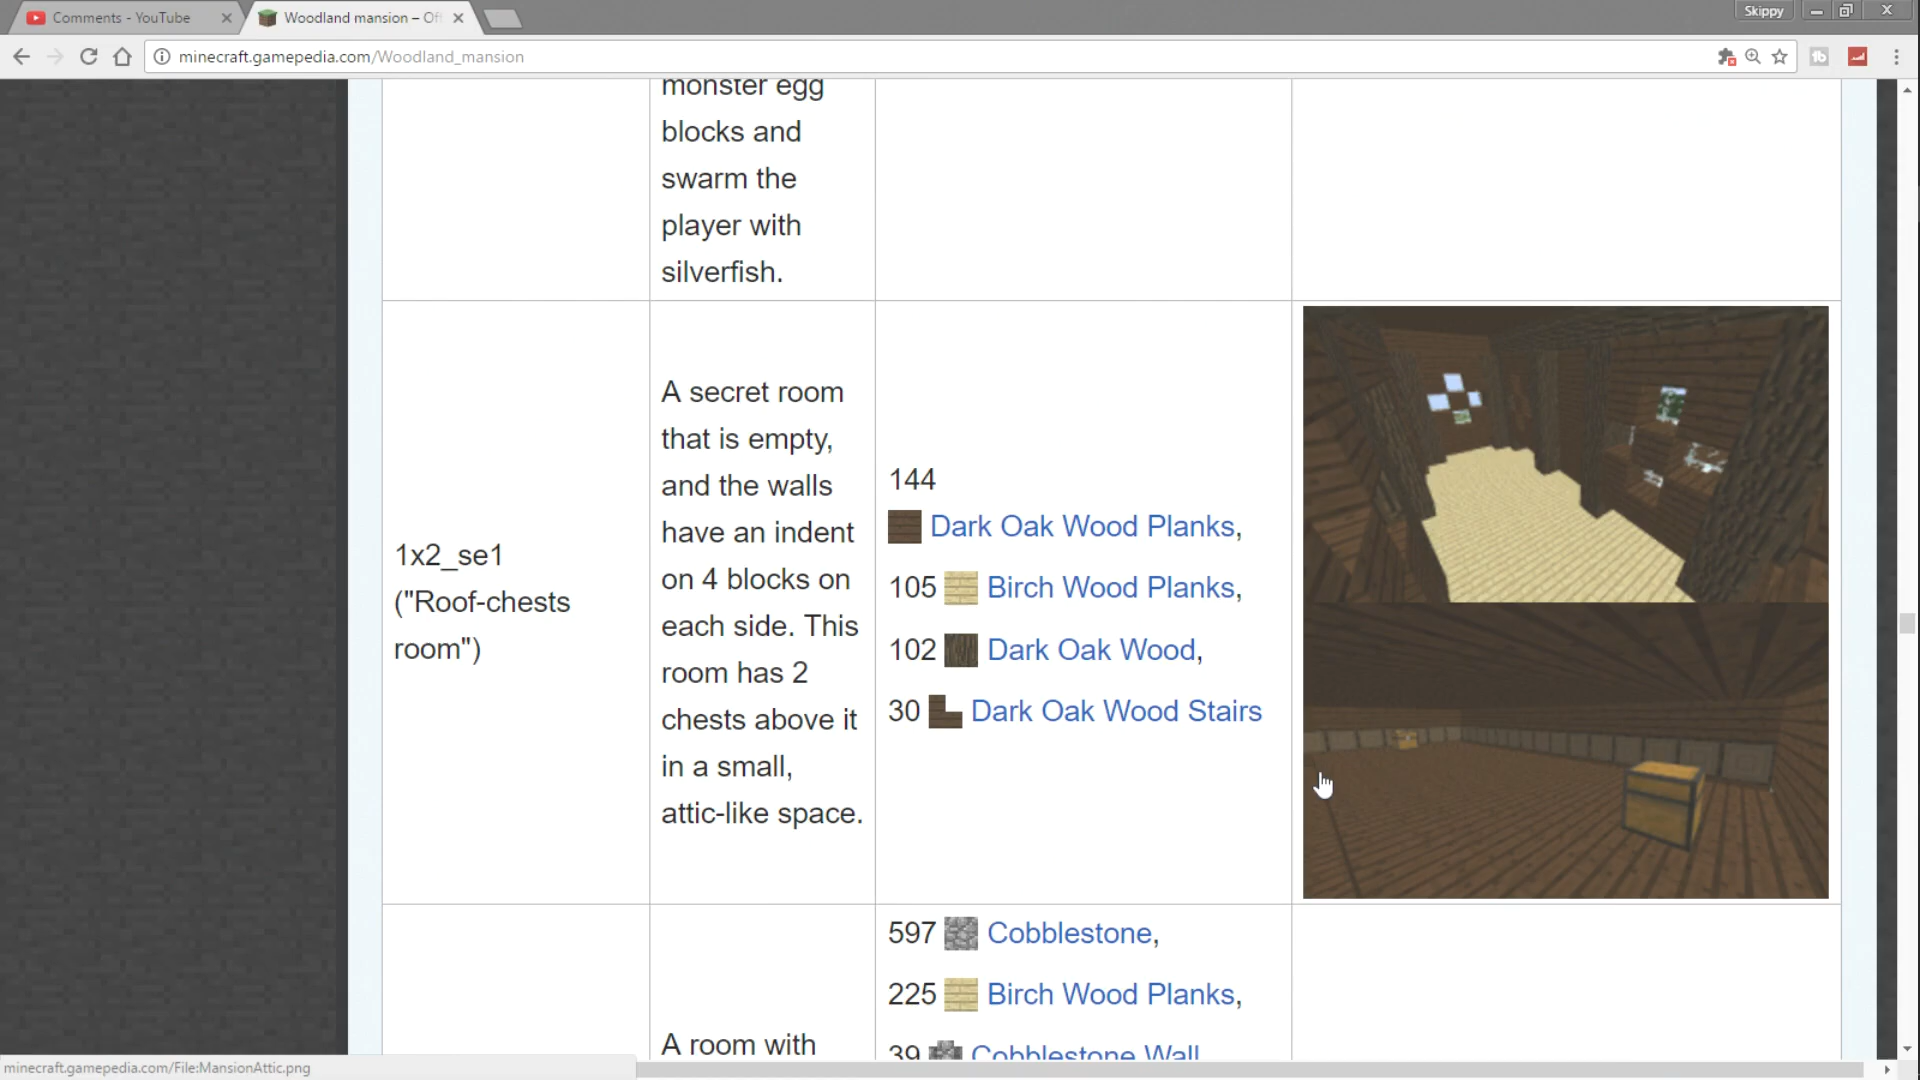 Comments - YouTube
Woodland mansion – Off
Skippy
minecraft.gamepedia.com/Woodland_mansion
monster egg
blocks and
swarm the
player with
silverfish.
1x2_se1
("Roof-chests
room")
A secret room
that is empty,
and the walls
have an indent
on 4 blocks on
each side. This
room has 2
chests above it
in a small,
attic-like space.
144
Dark Oak Wood Planks,
105 Birch Wood Planks,
102 Dark Oak Wood,
30 Dark Oak Wood Stairs
A room with
597 Cobblestone,
225 Birch Wood Planks,
39 Cobblestone Wall
minecraft.gamepedia.com/File:MansionAttic.png